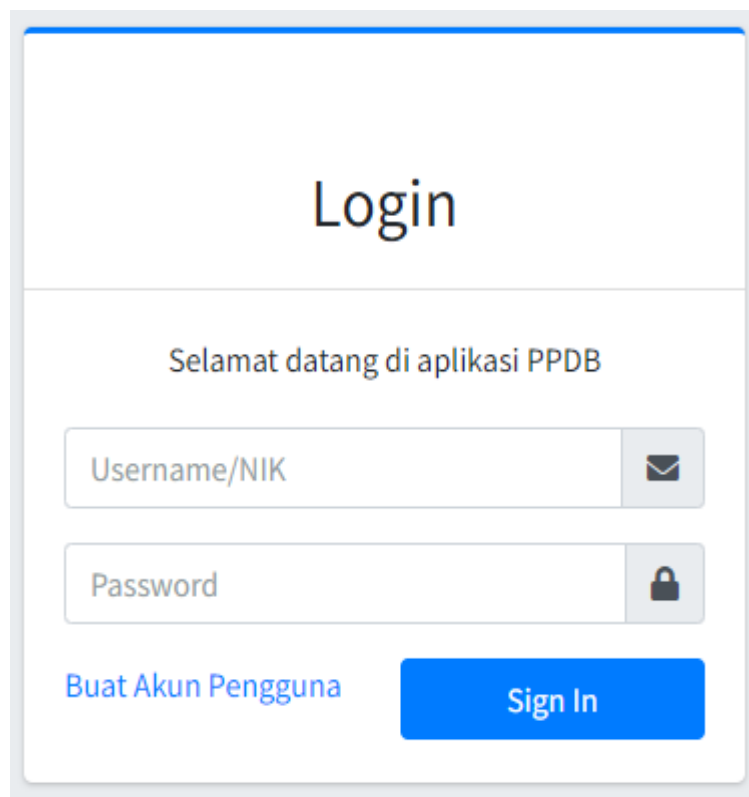 Login
Selamat datang di aplikasi PPDB
Username/NIK
Password
Buat Akun Pengguna
Sign In